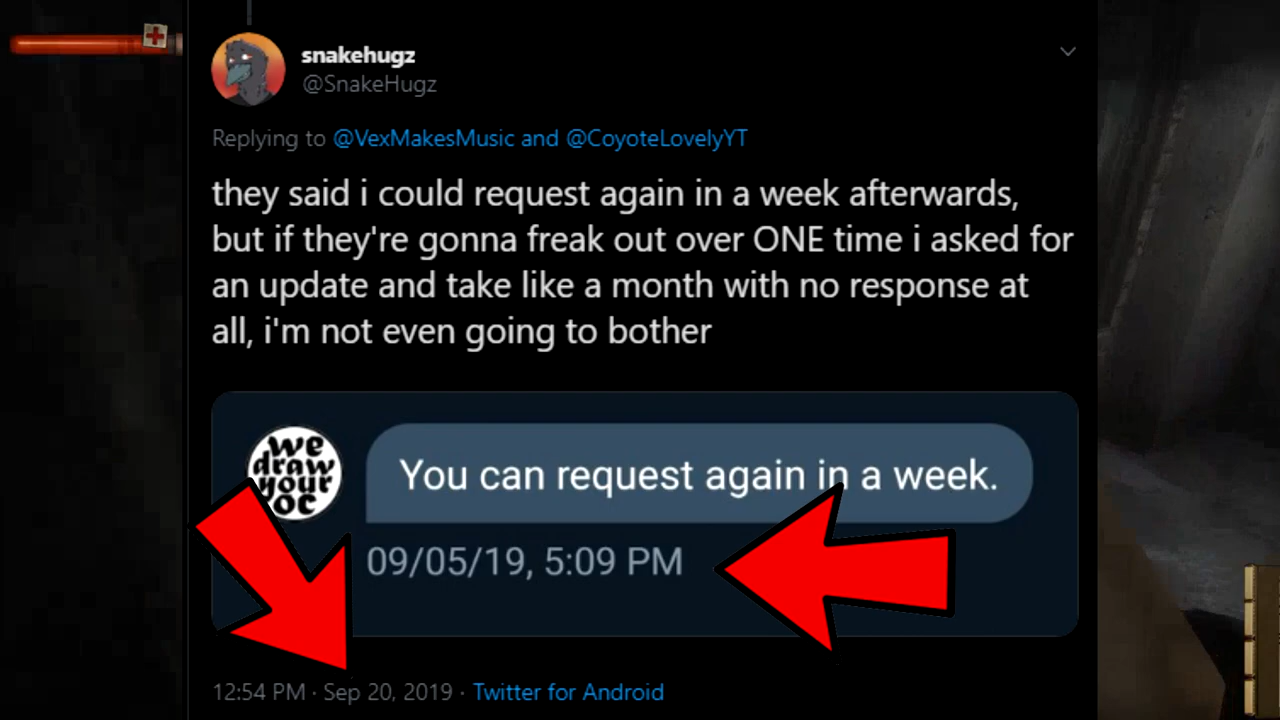 snakehugz
@SnakeHugz
Replying to @VexMakesMusic and @CoyoteLovelyYT
they said i could request again in a week afterwards,
but if they're gonna freak out over ONE time i asked for
an update and take like a month with no response at
all, i'm not even going to bother
we
draw
your
oc
You can request again in a week.
09/05/19, 5:09 PM
12:54 PM · Sep 20, 2019 · Twitter for Android